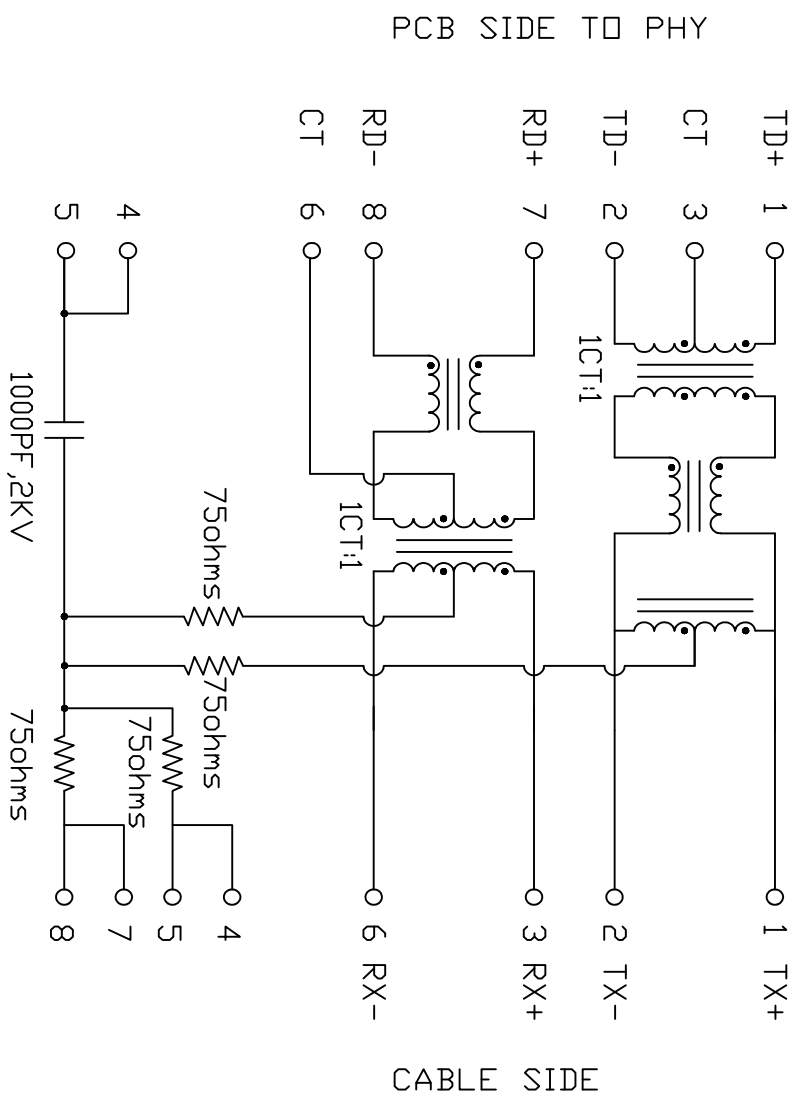 PCB SIDE TO PHY
TD+ 1
CT 3
TD- 2
RD+ 7
RD- 8
CT 6
4
5
1CT:1
1CT:1
1000PF,2KV
75ohms
75ohms
75ohms
75ohms
1 TX+
2 TX-
3 RX+
6 RX-
4
5
7
8
CABLE SIDE